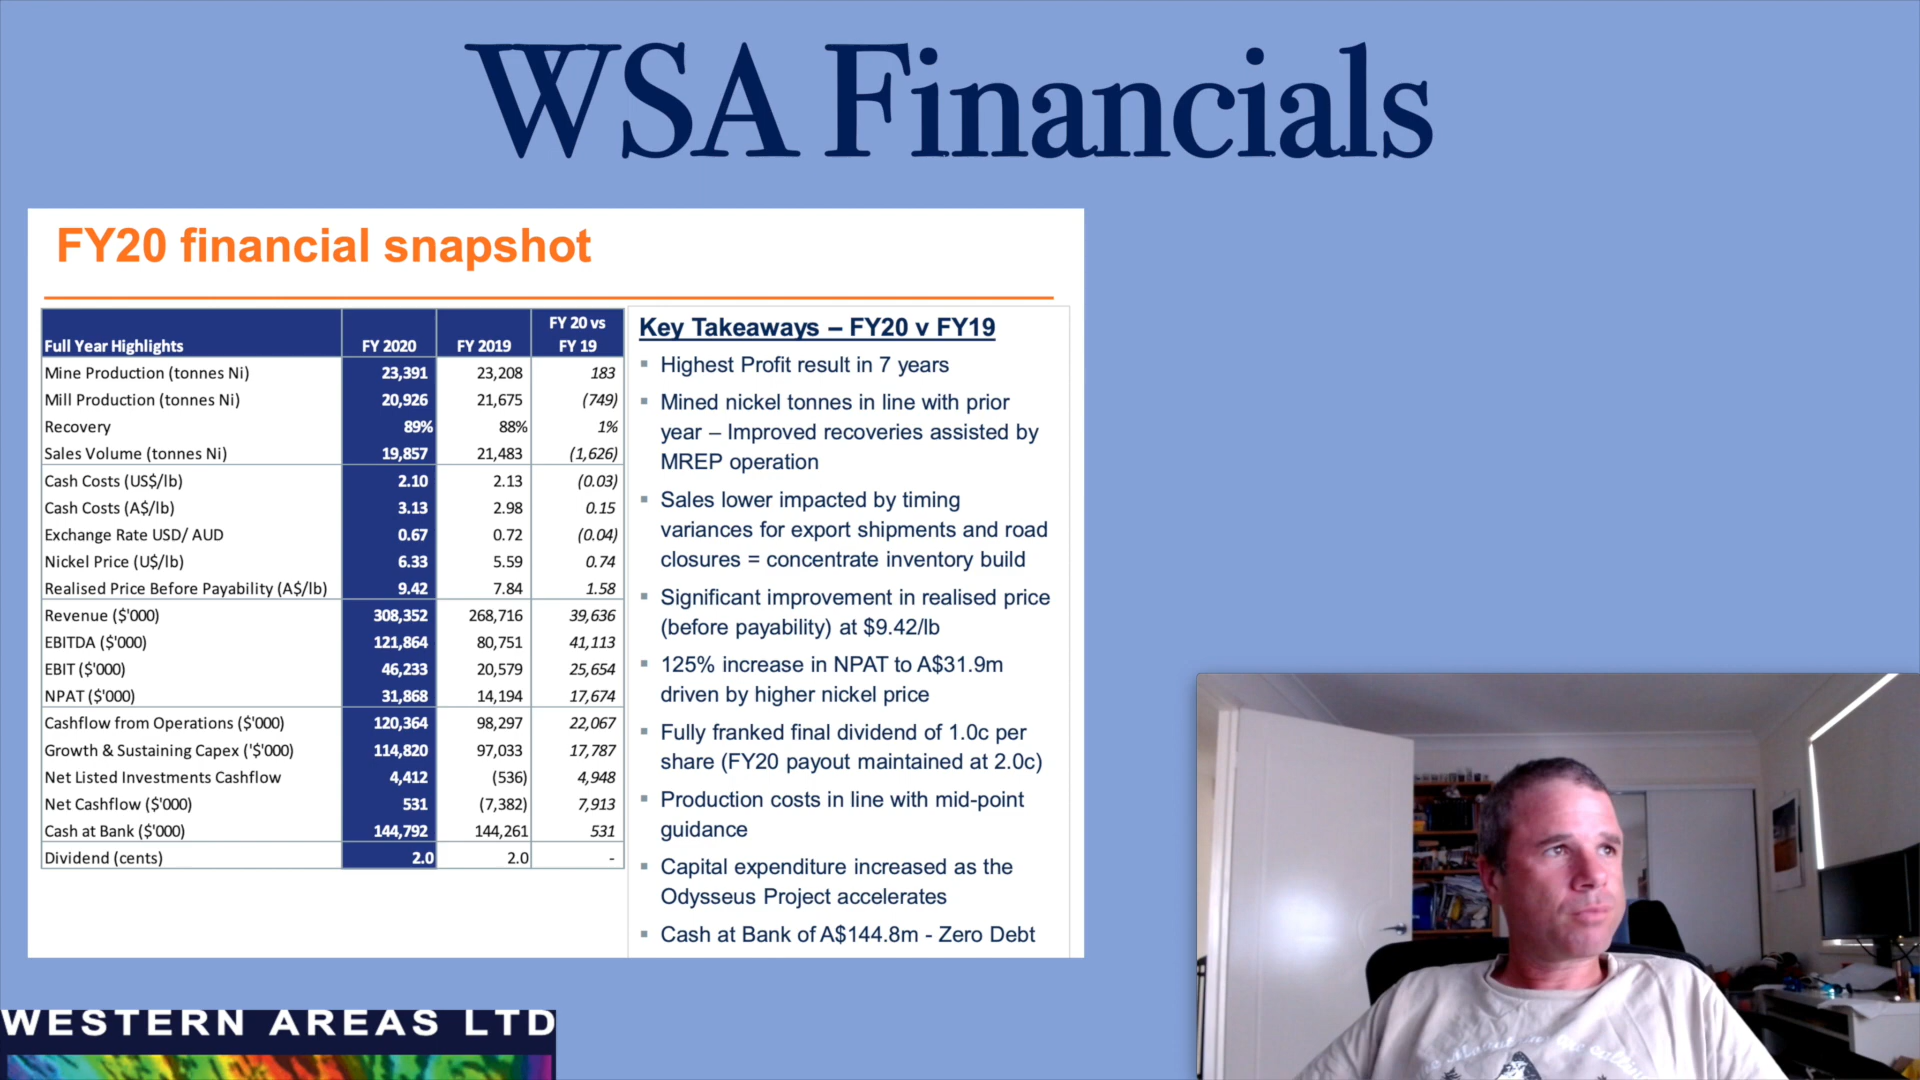 WSA Financials
FY20 financial snapshot
Full Year Highlights FY 2020 FY 2019 FY 20 vs FY 19
Mine Production (tonnes Ni) 23,391 23,208 183
Mill Production (tonnes Ni) 20,926 21,675 (749)
Recovery 89% 88% 1%
Sales Volume (tonnes Ni) 19,857 21,483 (1,626)
Cash Costs (US$/lb) 2.10 2.13 (0.03)
Cash Costs (A$/lb) 3.13 2.98 0.15
Exchange Rate USD/ AUD 0.67 0.72 (0.04)
Nickel Price (U$/lb) 6.33 5.59 0.74
Realised Price Before Payability (A$/lb) 9.42 7.84 1.58
Revenue ($'000) 308,352 268,716 39,636
EBITDA ($'000) 121,864 80,751 41,113
EBIT ($'000) 46,233 20,579 25,654
NPAT ($'000) 31,868 14,194 17,674
Cashflow from Operations ($'000) 120,364 98,297 22,067
Growth & Sustaining Capex ('$'000) 114,820 97,033 17,787
Net Listed Investments Cashflow 4,412 (536) 4,948
Net Cashflow ($'000) 531 (7,382) 7,913
Cash at Bank ($'000) 144,792 144,261 531
Dividend (cents) 2.0 2.0 -
Key Takeaways – FY20 v FY19
▪ Highest Profit result in 7 years
▪ Mined nickel tonnes in line with prior
year – Improved recoveries assisted by
MREP operation
▪ Sales lower impacted by timing
variances for export shipments and road
closures = concentrate inventory build
▪ Significant improvement in realised price
(before payability) at $9.42/lb
▪ 125% increase in NPAT to A$31.9m
driven by higher nickel price
▪ Fully franked final dividend of 1.0c per
share (FY20 payout maintained at 2.0c)
▪ Production costs in line with mid-point
guidance
▪ Capital expenditure increased as the
Odysseus Project accelerates
▪ Cash at Bank of A$144.8m - Zero Debt
WESTERN AREAS LTD